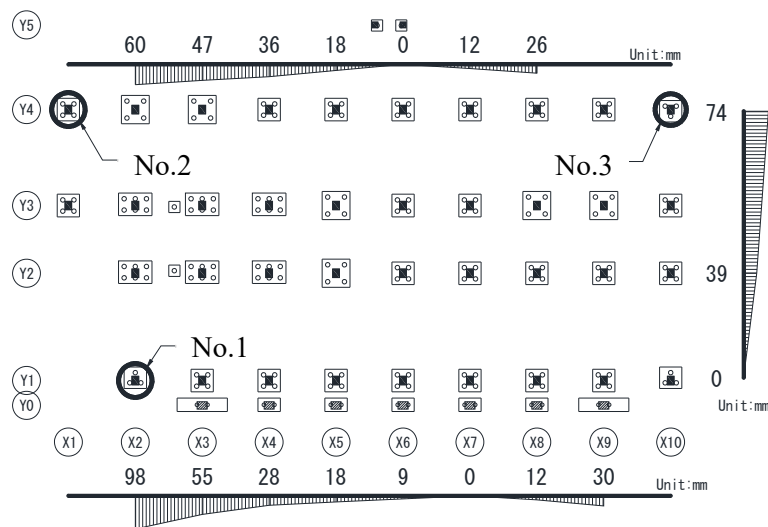 Y5
60 47 36 18 0 12 26
Unit:mm
Y4
74
No.2
No.3
Y3
Y2
39
No.1
Y1
0
Y0
Unit:mm
X1 X2 X3 X4 X5 X6 X7 X8 X9 X10
98 55 28 18 9 0 12 30
Unit:mm